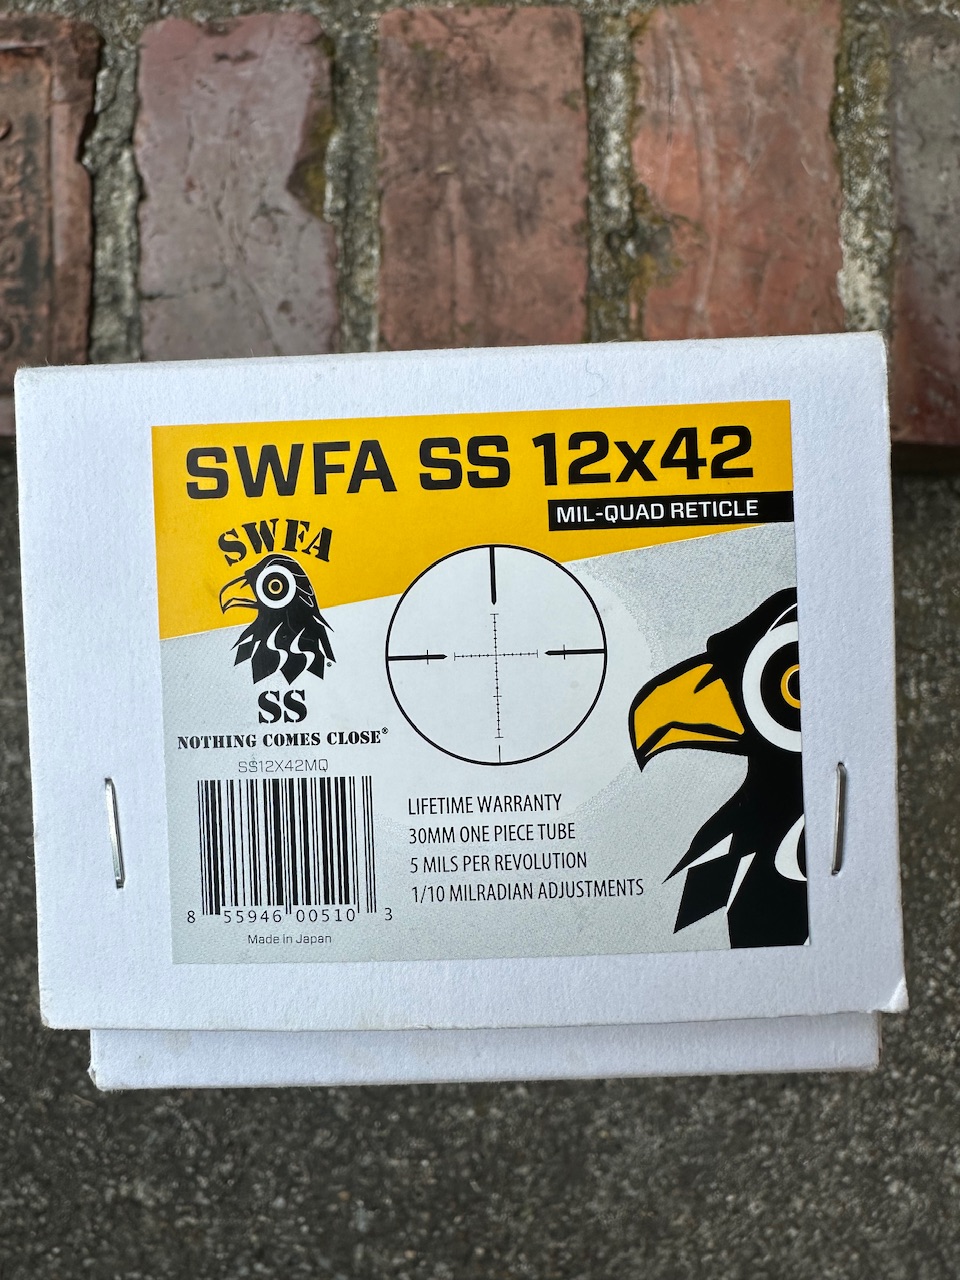 SWFA SS 12x42
MIL-QUAD RETICLE
SWFA
SS
®
SS
NOTHING COMES CLOSE®
SS12X42MQ
8 55946 00510 3
Made in Japan
LIFETIME WARRANTY
30MM ONE PIECE TUBE
5 MILS PER REVOLUTION
1/10 MILRADIAN ADJUSTMENTS